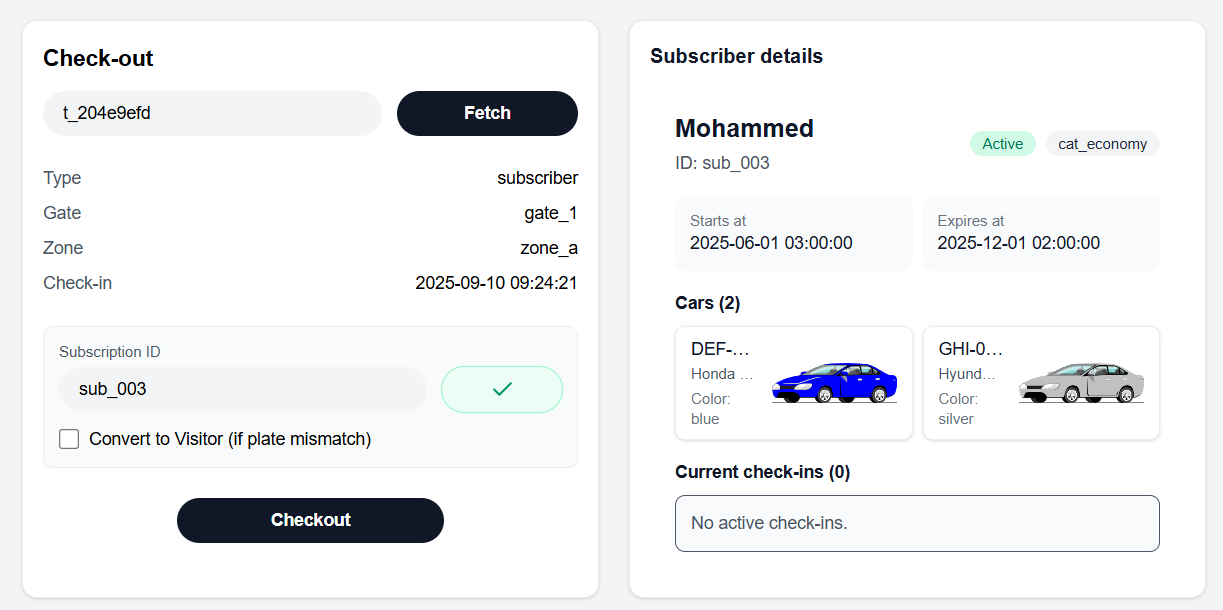 Check-out
t_204e9efd
Fetch
Type subscriber
Gate gate_1
Zone zone_a
Check-in 2025-09-10 09:24:21
Subscription ID
sub_003
Convert to Visitor (if plate mismatch)
Checkout
Subscriber details
Mohammed
ID: sub_003
Active cat_economy
Starts at
2025-06-01 03:00:00
Expires at
2025-12-01 02:00:00
Cars (2)
DEF-...
Honda ...
Color:
blue
GHI-0...
Hyund...
Color:
silver
Current check-ins (0)
No active check-ins.